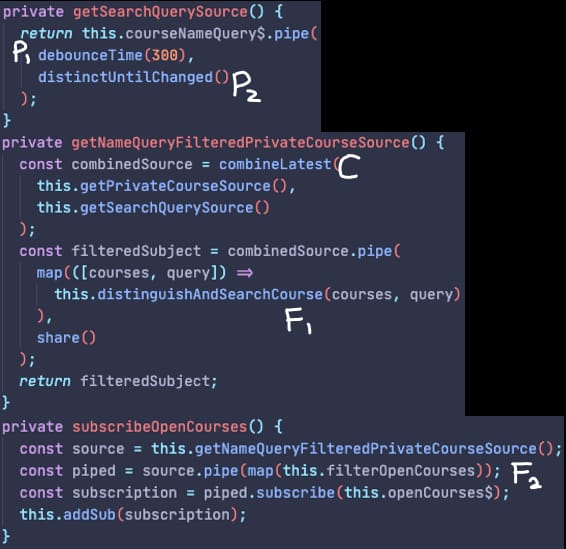 private getSearchQuerySource() {
return this.courseNameQuery$.pipe(
P1 debounceTime(300),
distinctUntilChanged() P2
);
}
private getNameQueryFilteredPrivateCourseSource() {
const combinedSource = combineLatest( C
this.getPrivateCourseSource(),
this.getSearchQuerySource()
);
const filteredSubject = combinedSource.pipe(
map(([courses, query]) ⇒
this.distinguishAndSearchCourse(courses, query)
), F1
share()
);
return filteredSubject;
}
private subscribeOpenCourses() {
const source = this.getNameQueryFilteredPrivateCourseSource();
const piped = source.pipe(map(this.filterOpenCourses)); F2
const subscription = piped.subscribe(this.openCourses$);
this.addSub(subscription);
}